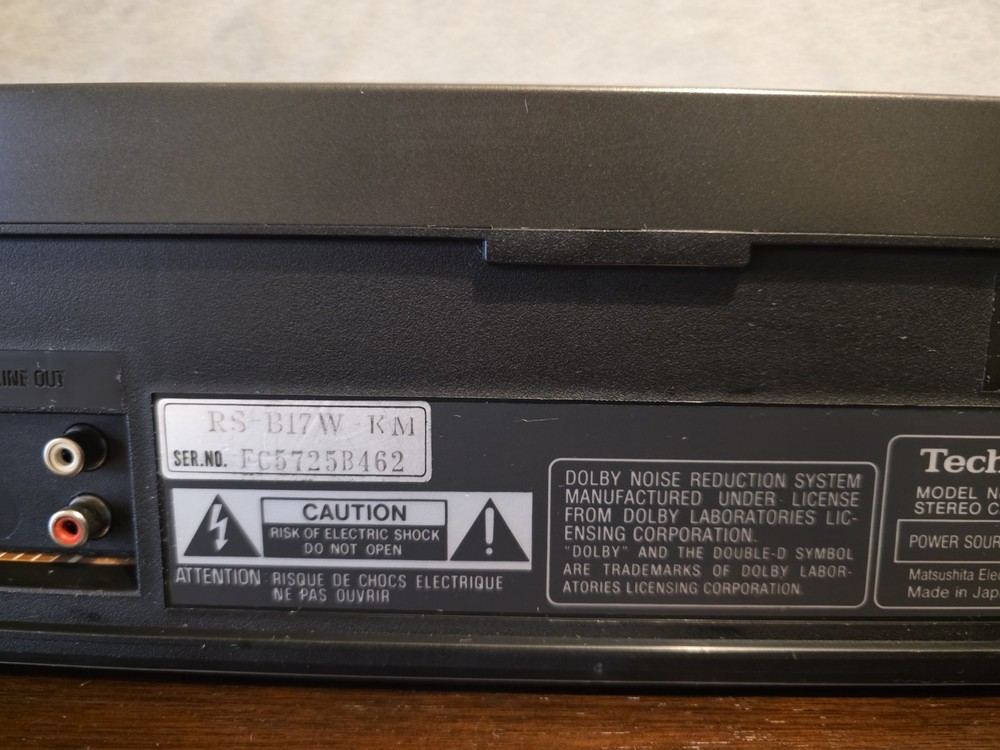 LINE OUT
RS-B17W KM
SER.NO. FC5725B462
CAUTION
RISK OF ELECTRIC SHOCK
DO NOT OPEN
ATTENTION RISQUE DE CHOCS ELECTRIQUE
NE PAS OUVRIR
DOLBY NOISE REDUCTION SYSTEM
MANUFACTURED UNDER LICENSE
FROM DOLBY LABORATORIES LIC-
ENSING CORPORATION.
"DOLBY" AND THE DOUBLE-D SYMBOL
ARE TRADEMARKS OF DOLBY LABOR-
ATORIES LICENSING CORPORATION.
Tech
MODEL N
STEREO C
POWER SOUR
Matsushita Elec
Made in Jap